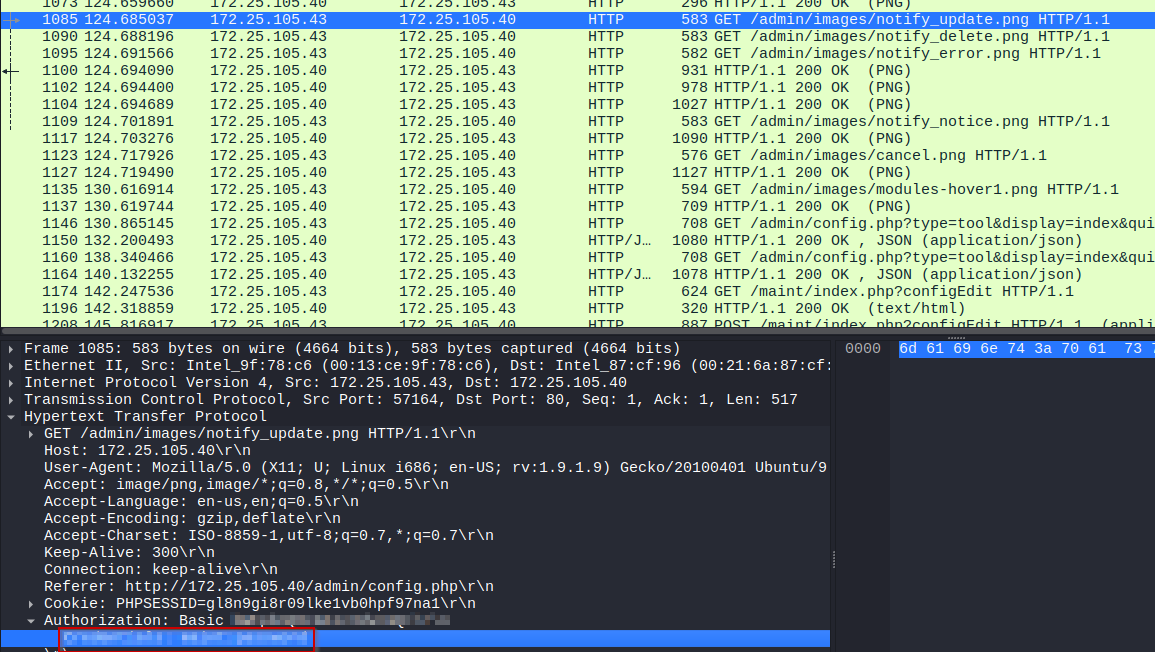 1073 124.659660 172.25.105.40 172.25.105.43 HTTP 296 HTTP/1.1 200 OK (PNG)
1085 124.685037 172.25.105.43 172.25.105.40 HTTP 583 GET /admin/images/notify_update.png HTTP/1.1
1090 124.688196 172.25.105.43 172.25.105.40 HTTP 583 GET /admin/images/notify_delete.png HTTP/1.1
1095 124.691566 172.25.105.43 172.25.105.40 HTTP 582 GET /admin/images/notify_error.png HTTP/1.1
1100 124.694090 172.25.105.40 172.25.105.43 HTTP 931 HTTP/1.1 200 OK (PNG)
1102 124.694400 172.25.105.40 172.25.105.43 HTTP 978 HTTP/1.1 200 OK (PNG)
1104 124.694689 172.25.105.40 172.25.105.43 HTTP 1027 HTTP/1.1 200 OK (PNG)
1109 124.701891 172.25.105.43 172.25.105.40 HTTP 583 GET /admin/images/notify_notice.png HTTP/1.1
1117 124.703276 172.25.105.40 172.25.105.43 HTTP 1090 HTTP/1.1 200 OK (PNG)
1123 124.717926 172.25.105.43 172.25.105.40 HTTP 576 GET /admin/images/cancel.png HTTP/1.1
1127 124.719490 172.25.105.40 172.25.105.43 HTTP 1127 HTTP/1.1 200 OK (PNG)
1135 130.616914 172.25.105.43 172.25.105.40 HTTP 594 GET /admin/images/modules-hover1.png HTTP/1.1
1137 130.619744 172.25.105.40 172.25.105.43 HTTP 709 HTTP/1.1 200 OK (PNG)
1146 130.865145 172.25.105.43 172.25.105.40 HTTP 708 GET /admin/config.php?type=tool&display=index&qui
1150 132.200493 172.25.105.40 172.25.105.43 HTTP/J… 1080 HTTP/1.1 200 OK , JSON (application/json)
1160 138.340466 172.25.105.43 172.25.105.40 HTTP 708 GET /admin/config.php?type=tool&display=index&qui
1164 140.132255 172.25.105.40 172.25.105.43 HTTP/J… 1078 HTTP/1.1 200 OK , JSON (application/json)
1174 142.247536 172.25.105.43 172.25.105.40 HTTP 624 GET /maint/index.php?configEdit HTTP/1.1
1196 142.318859 172.25.105.40 172.25.105.43 HTTP 320 HTTP/1.1 200 OK (text/html)
1208 145.816917 172.25.105.43 172.25.105.40 HTTP 887 POST /maint/index.php?configEdit HTTP/1.1 (appli
Frame 1085: 583 bytes on wire (4664 bits), 583 bytes captured (4664 bits)
Ethernet II, Src: Intel_9f:78:c6 (00:13:ce:9f:78:c6), Dst: Intel_87:cf:96 (00:21:6a:87:cf:
Internet Protocol Version 4, Src: 172.25.105.43, Dst: 172.25.105.40
Transmission Control Protocol, Src Port: 57164, Dst Port: 80, Seq: 1, Ack: 1, Len: 517
Hypertext Transfer Protocol
GET /admin/images/notify_update.png HTTP/1.1\r\n
Host: 172.25.105.40\r\n
User-Agent: Mozilla/5.0 (X11; U; Linux i686; en-US; rv:1.9.1.9) Gecko/20100401 Ubuntu/9
Accept: image/png,image/*;q=0.8,*/*;q=0.5\r\n
Accept-Language: en-us,en;q=0.5\r\n
Accept-Encoding: gzip,deflate\r\n
Accept-Charset: ISO-8859-1,utf-8;q=0.7,*;q=0.7\r\n
Keep-Alive: 300\r\n
Connection: keep-alive\r\n
Referer: http://172.25.105.40/admin/config.php\r\n
Cookie: PHPSESSID=gl8n9gi8r09lke1vb0hpf97na1\r\n
Authorization: Basic
0000 6d 61 69 6e 74 3a 70 61 73